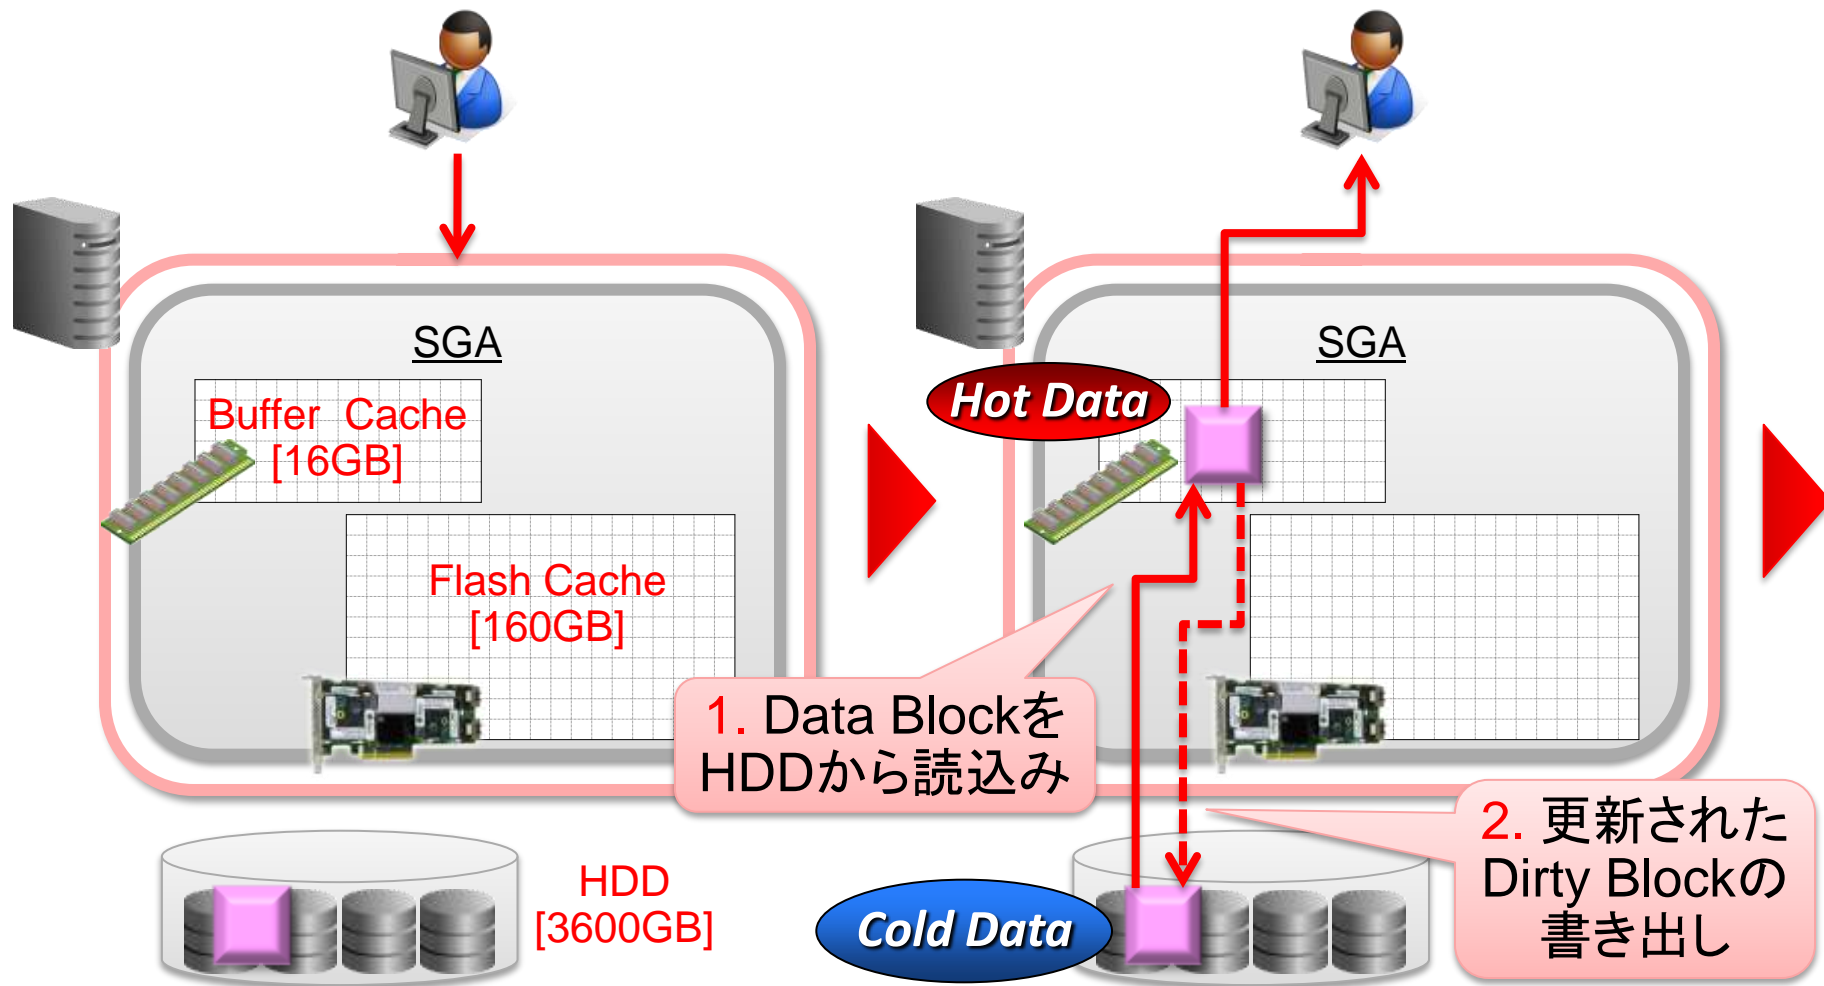 SGA
Buffer Cache
[16GB]
Flash Cache
[160GB]
HDD
[3600GB]
SGA
Hot Data
1. Data Blockを
HDDから読込み
2. 更新された
Dirty Blockの
書き出し
Cold Data